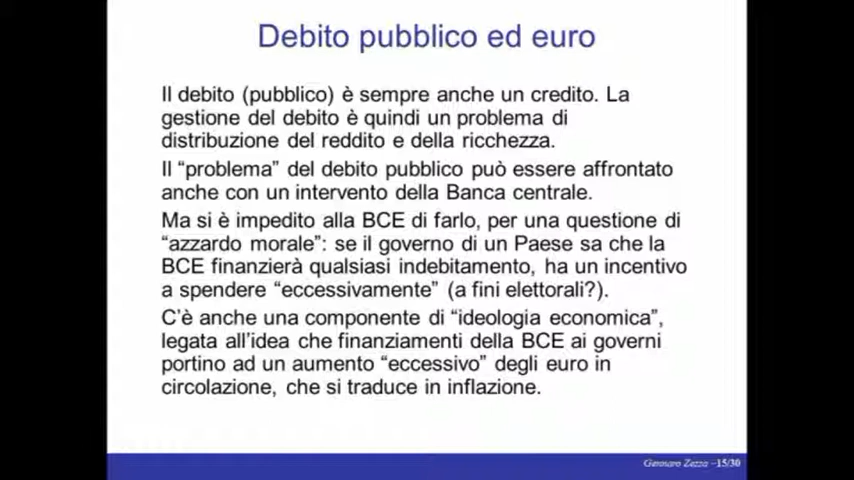 Debito pubblico ed euro
Il debito (pubblico) è sempre anche un credito. La
gestione del debito è quindi un problema di
distribuzione del reddito e della ricchezza.
Il “problema” del debito pubblico può essere affrontato
anche con un intervento della Banca centrale.
Ma si è impedito alla BCE di farlo, per una questione di
“azzardo morale”: se il governo di un Paese sa che la
BCE finanzierà qualsiasi indebitamento, ha un incentivo
a spendere “eccessivamente” (a fini elettorali?).
C’è anche una componente di “ideologia economica”,
legata all’idea che finanziamenti della BCE ai governi
portino ad un aumento “eccessivo” degli euro in
circolazione, che si traduce in inflazione.
Gennaro Zezza –15/30